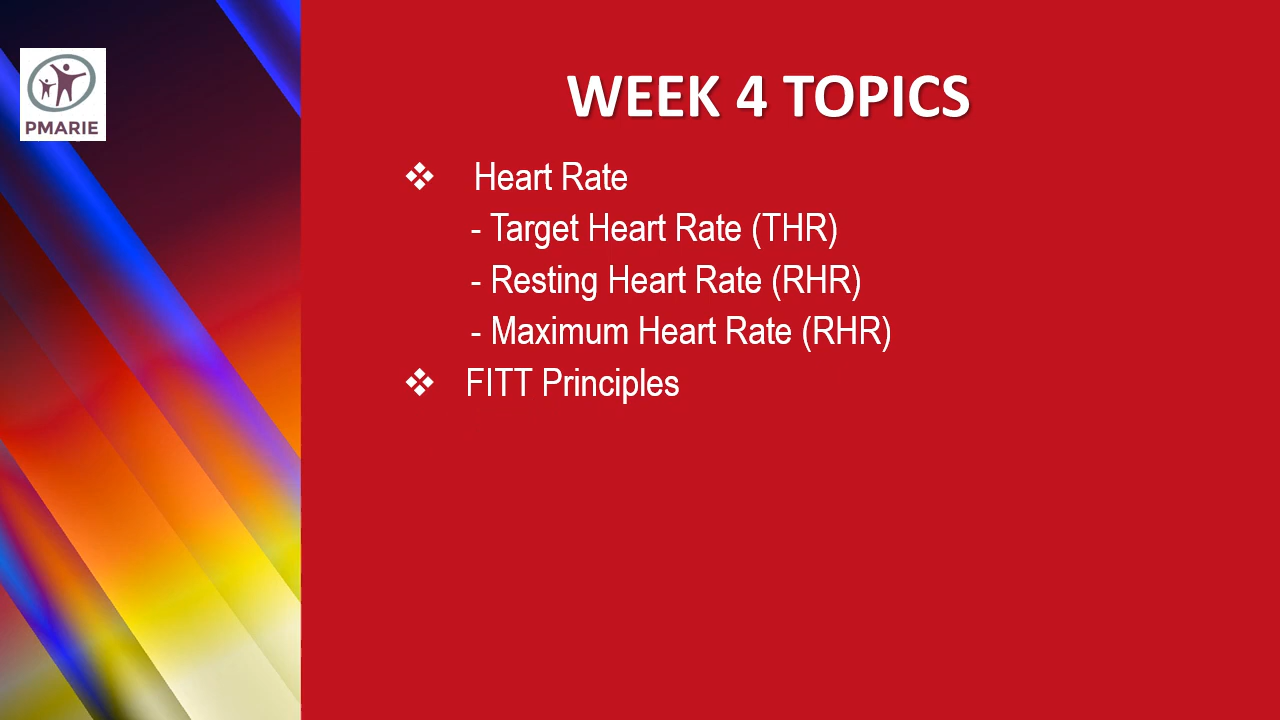 PMARIE
WEEK 4 TOPICS
❖ Heart Rate
- Target Heart Rate (THR)
- Resting Heart Rate (RHR)
- Maximum Heart Rate (RHR)
❖ FITT Principles